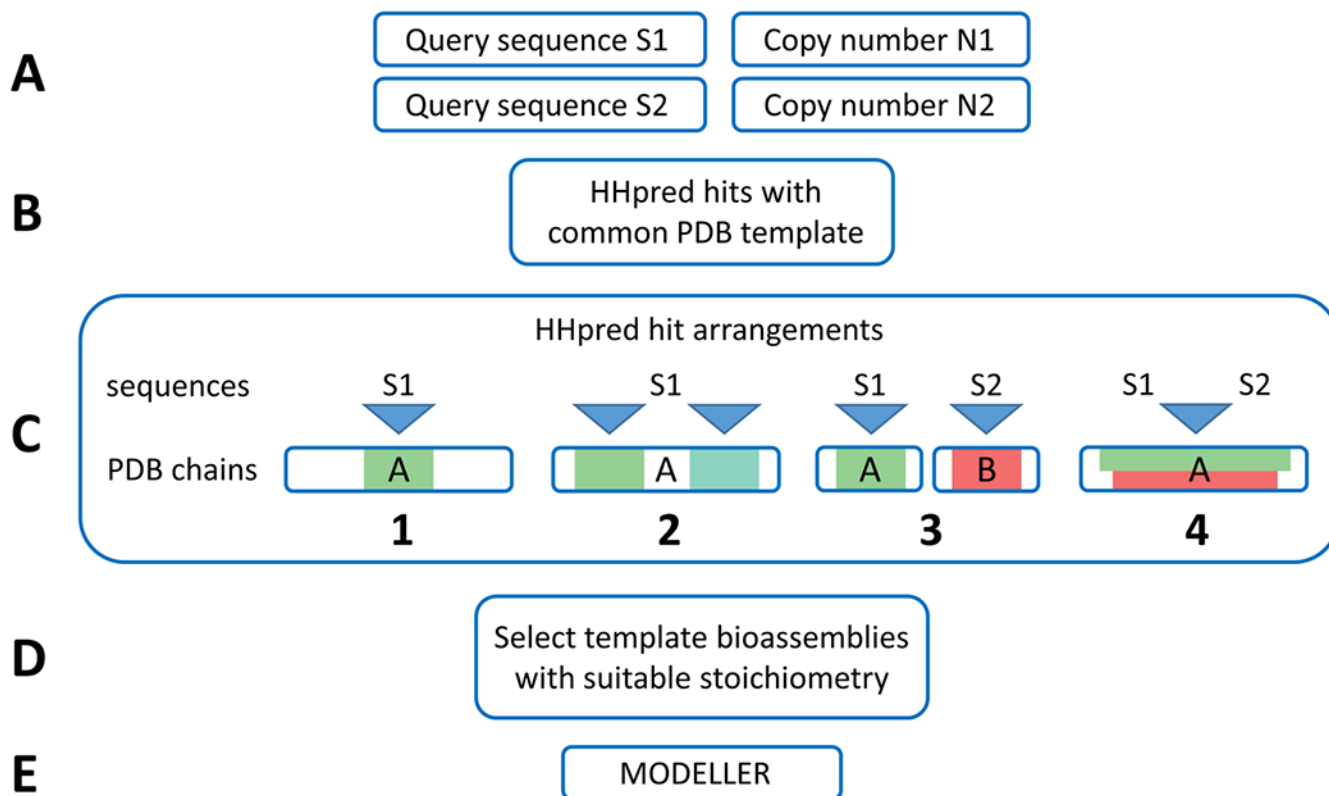 A
Query sequence S1 Copy number N1
Query sequence S2 Copy number N2
B
HHpred hits with
common PDB template
C
HHpred hit arrangements
sequences S1 S1 S1 S2 S1 S2
PDB chains A A A B A
1 2 3 4
D
Select template bioassemblies
with suitable stoichiometry
E
MODELLER